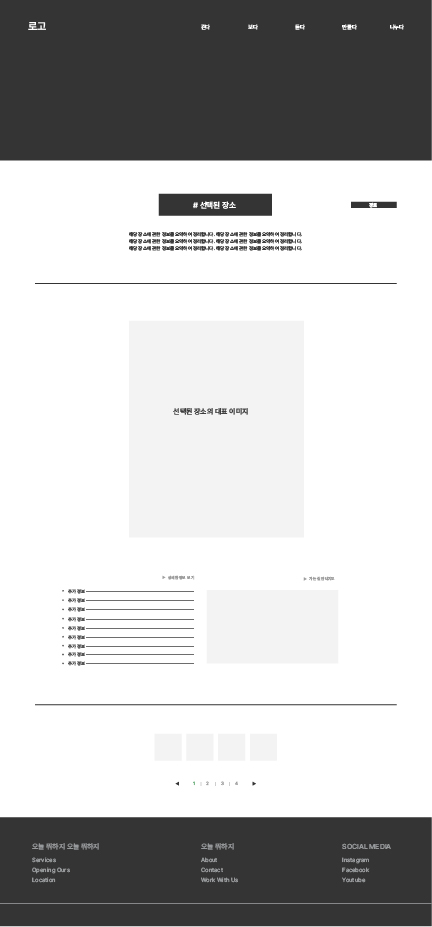 로고
걷다 보다 듣다 만들다 나누다
# 선택된 장소
정보
해당 장소에 관한 정보를 요약하여 정리합니다. 해당 장소에 관한 정보를 요약하여 정리합니다.
해당 장소에 관한 정보를 요약하여 정리합니다. 해당 장소에 관한 정보를 요약하여 정리합니다.
해당 장소에 관한 정보를 요약하여 정리합니다. 해당 장소에 관한 정보를 요약하여 정리합니다.
선택된 장소의 대표 이미지
보기
추가 정보
추가 정보
추가 정보
추가 정보
추가 정보
추가 정보
추가 정보
추가 정보
추가 정보
◀ 1 | 2 | 3 | 4 ▶
오늘 뭐하지 오늘 뭐하지
Services
Opening Ours
Location
오늘 뭐하지
About
Contact
Work With Us
SOCIAL MEDIA
Instagram
Facebook
Youtube